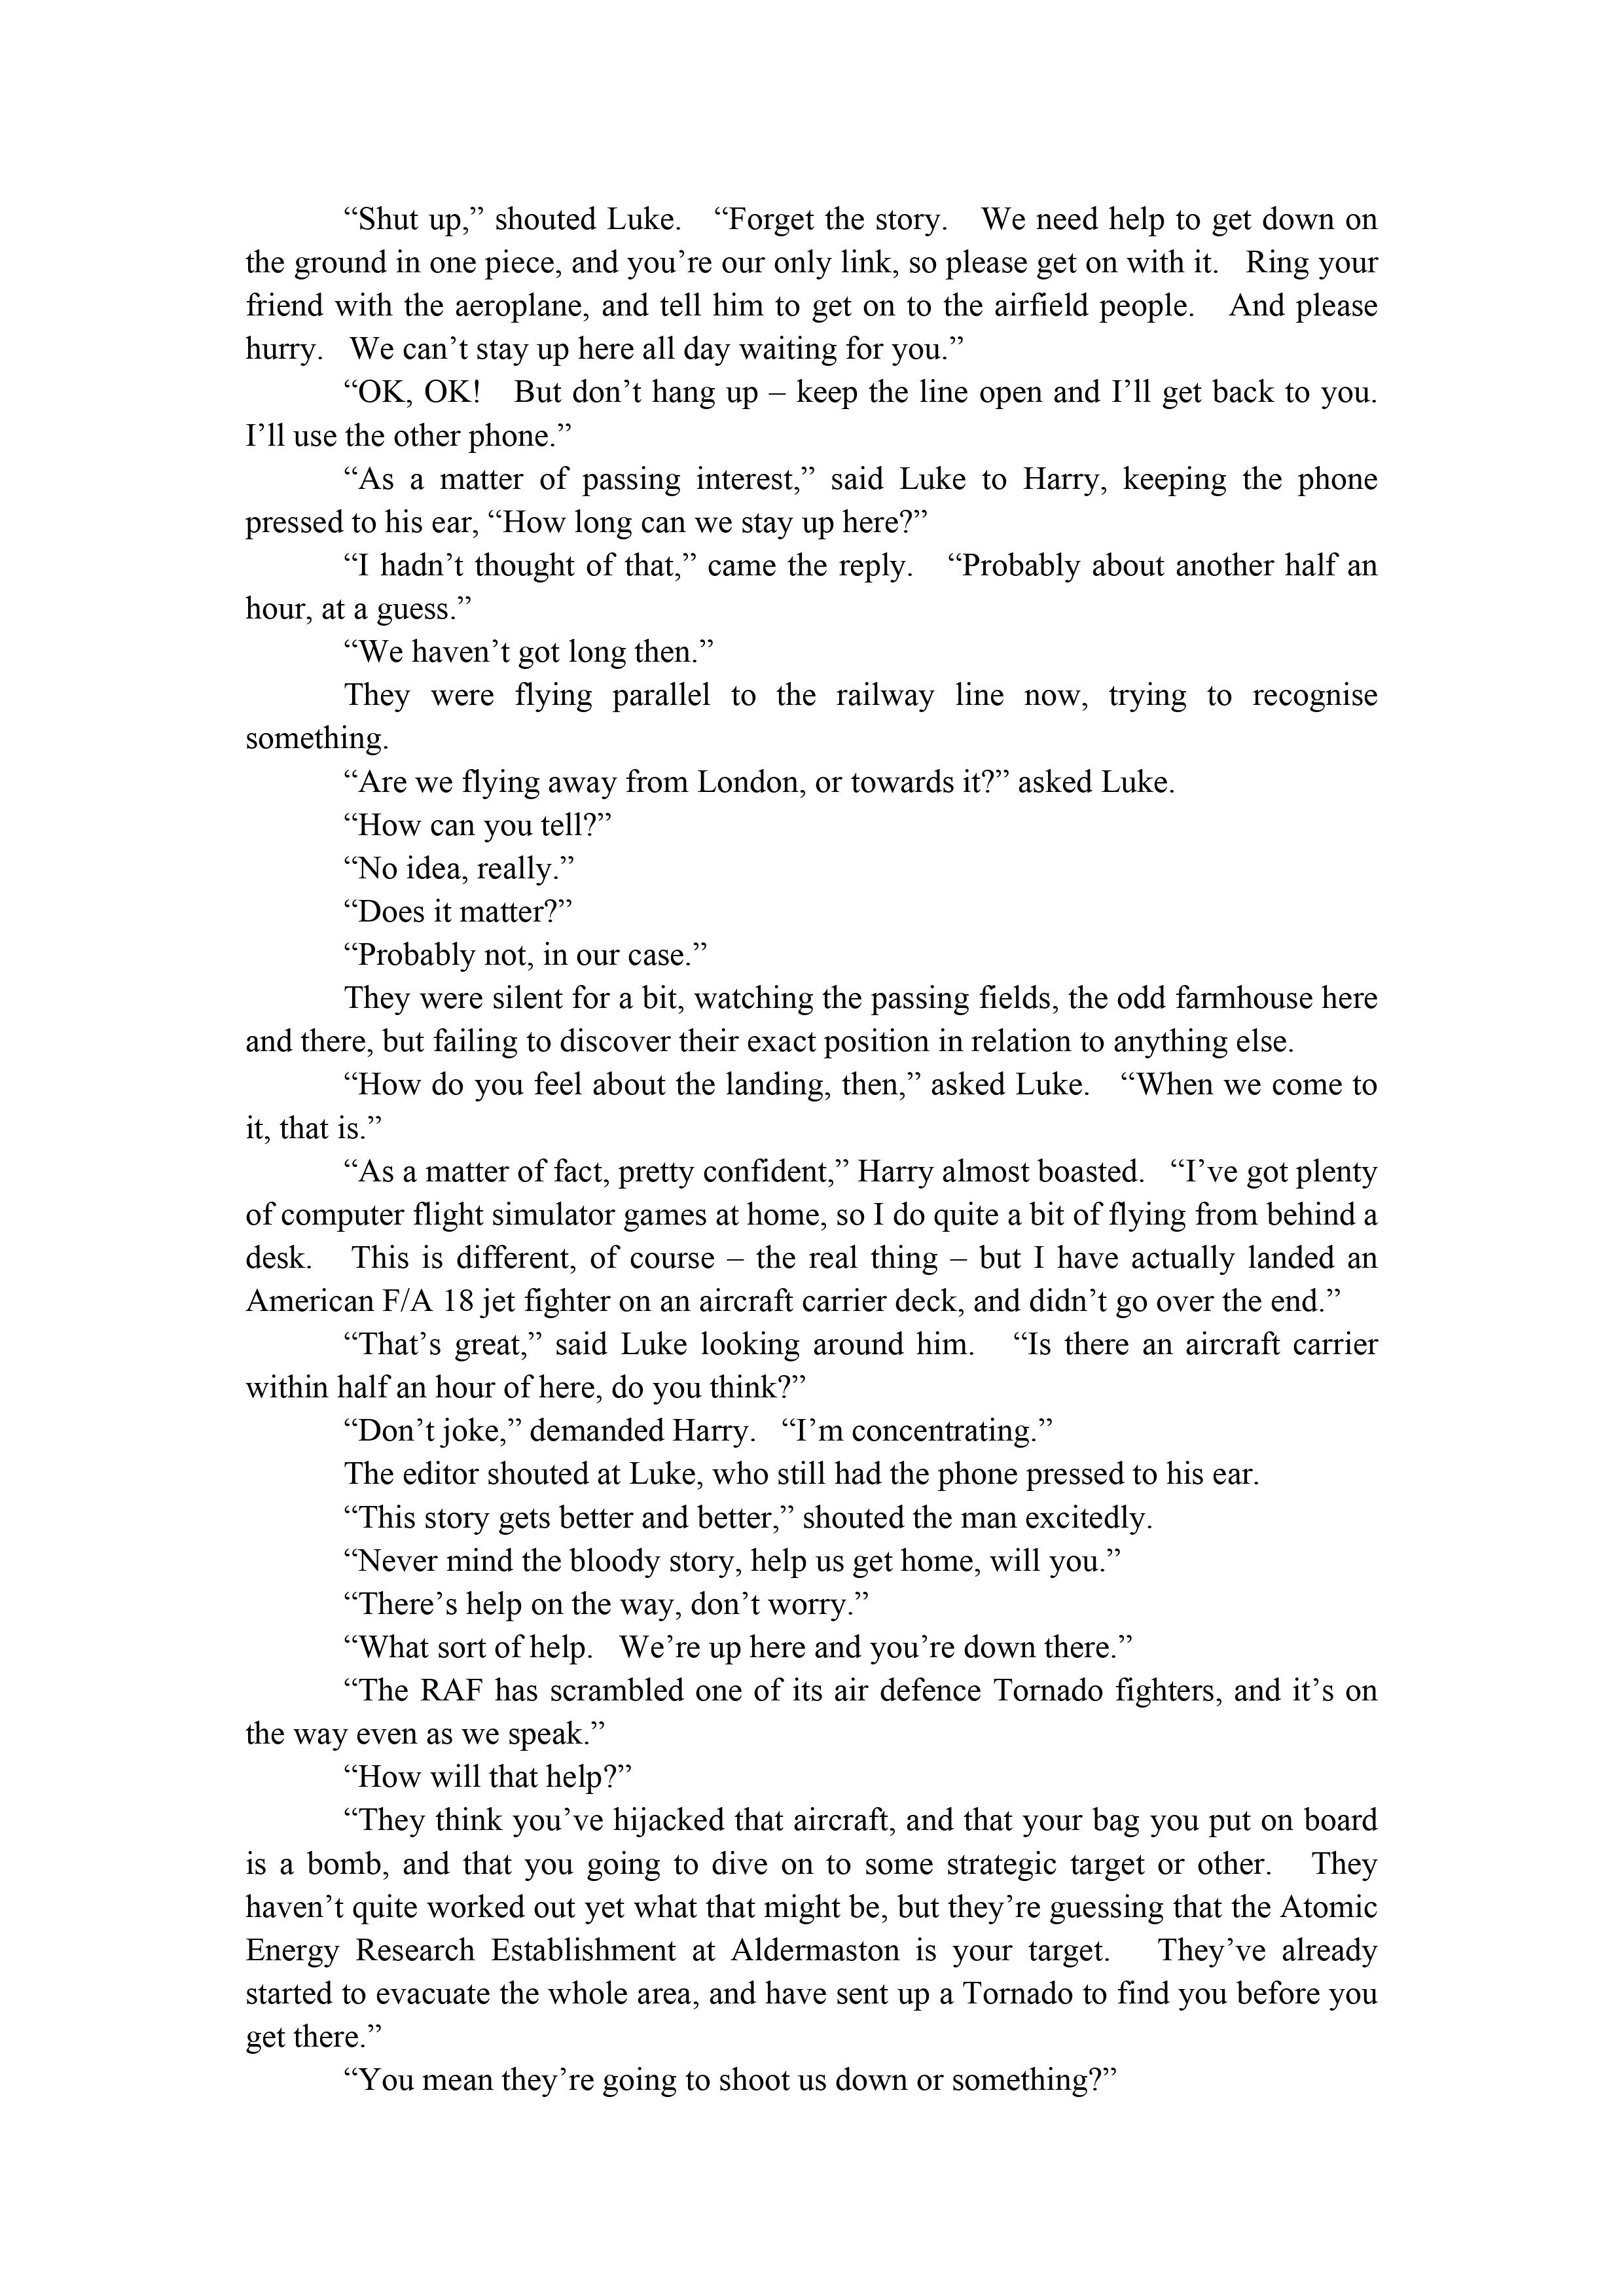 “Shut up,” shouted Luke.   “Forget the story.   We need help to get down on
the ground in one piece, and you’re our only link, so please get on with it.   Ring your
friend with the aeroplane, and tell him to get on to the airfield people.   And please
hurry.   We can’t stay up here all day waiting for you.”
“OK, OK!   But don’t hang up – keep the line open and I’ll get back to you.
I’ll use the other phone.”
“As a matter of passing interest,” said Luke to Harry, keeping the phone
pressed to his ear, “How long can we stay up here?”
“I hadn’t thought of that,” came the reply.   “Probably about another half an
hour, at a guess.”
“We haven’t got long then.”
They were flying parallel to the railway line now, trying to recognise
something.
“Are we flying away from London, or towards it?” asked Luke.
“How can you tell?”
“No idea, really.”
“Does it matter?”
“Probably not, in our case.”
They were silent for a bit, watching the passing fields, the odd farmhouse here
and there, but failing to discover their exact position in relation to anything else.
“How do you feel about the landing, then,” asked Luke.   “When we come to
it, that is.”
“As a matter of fact, pretty confident,” Harry almost boasted.   “I’ve got plenty
of computer flight simulator games at home, so I do quite a bit of flying from behind a
desk.   This is different, of course – the real thing – but I have actually landed an
American F/A 18 jet fighter on an aircraft carrier deck, and didn’t go over the end.”
“That’s great,” said Luke looking around him.   “Is there an aircraft carrier
within half an hour of here, do you think?”
“Don’t joke,” demanded Harry.   “I’m concentrating.”
The editor shouted at Luke, who still had the phone pressed to his ear.
“This story gets better and better,” shouted the man excitedly.
“Never mind the bloody story, help us get home, will you.”
“There’s help on the way, don’t worry.”
“What sort of help.   We’re up here and you’re down there.”
“The RAF has scrambled one of its air defence Tornado fighters, and it’s on
the way even as we speak.”
“How will that help?”
“They think you’ve hijacked that aircraft, and that your bag you put on board
is a bomb, and that you going to dive on to some strategic target or other.   They
haven’t quite worked out yet what that might be, but they’re guessing that the Atomic
Energy Research Establishment at Aldermaston is your target.   They’ve already
started to evacuate the whole area, and have sent up a Tornado to find you before you
get there.”
“You mean they’re going to shoot us down or something?”